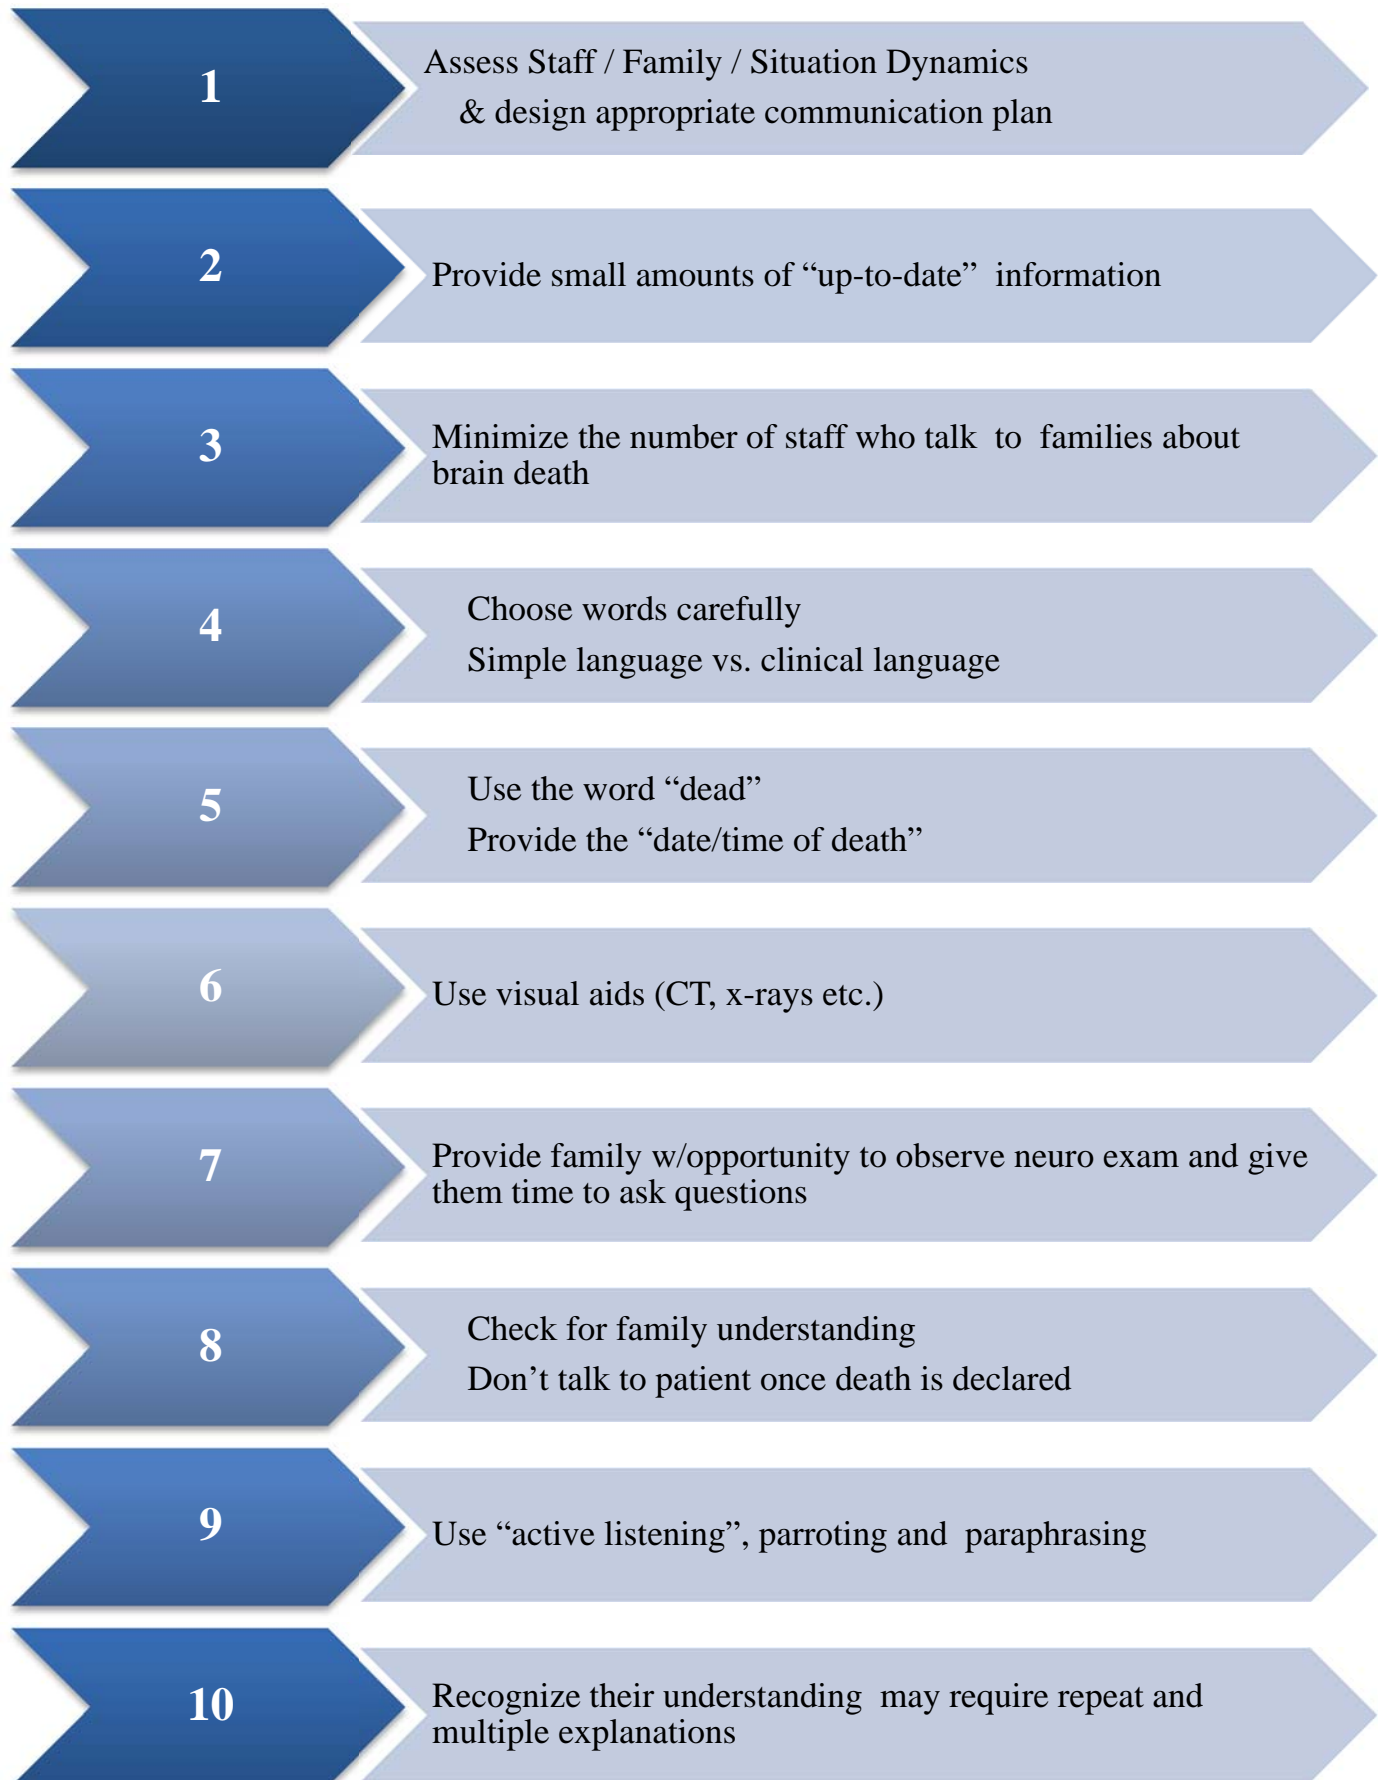 1
Assess Staff / Family / Situation Dynamics
& design appropriate communication plan
2
Provide small amounts of “up-to-date”  information
3
Minimize the number of staff who talk  to  families about
brain death
4
Choose words carefully
Simple language vs. clinical language
5
Use the word “dead”
Provide the “date/time of death”
6
Use visual aids (CT, x-rays etc.)
7
Provide family w/opportunity to observe neuro exam and give
them time to ask questions
8
Check for family understanding
Don’t talk to patient once death is declared
9
Use “active listening”, parroting and  paraphrasing
10
Recognize their understanding  may require repeat and
multiple explanations